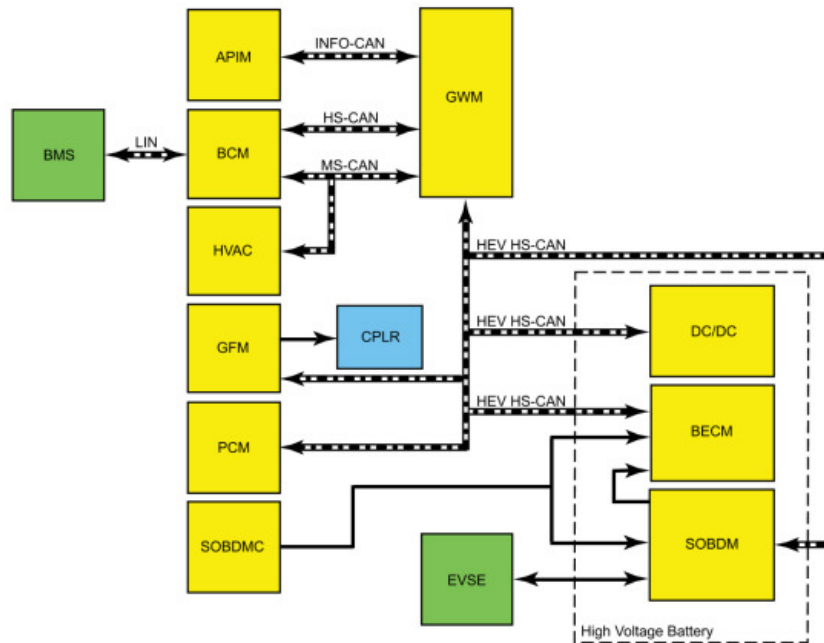 APIM
INFO-CAN
GWM
BMS
LIN
BCM
HS-CAN
MS-CAN
HVAC
HEV HS-CAN
GFM
CPLR
HEV HS-CAN
DC/DC
HEV HS-CAN
PCM
BECM
SOBDMC
EVSE
SOBDM
High Voltage Battery